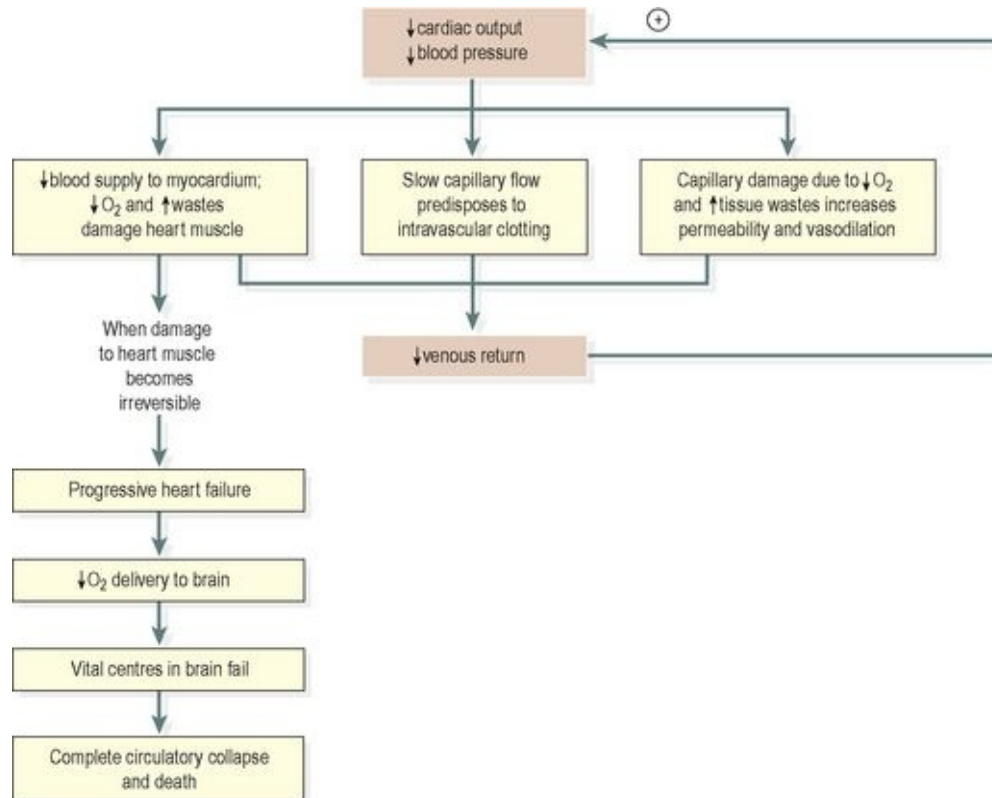 ↓cardiac output
↓blood pressure
+
↓blood supply to myocardium;
↓O₂ and ↑wastes
damage heart muscle
Slow capillary flow
predisposes to
intravascular clotting
Capillary damage due to ↓O₂
and ↑tissue wastes increases
permeability and vasodilation
When damage
to heart muscle
becomes
irreversible
↓venous return
Progressive heart failure
↓O₂ delivery to brain
Vital centres in brain fail
Complete circulatory collapse
and death